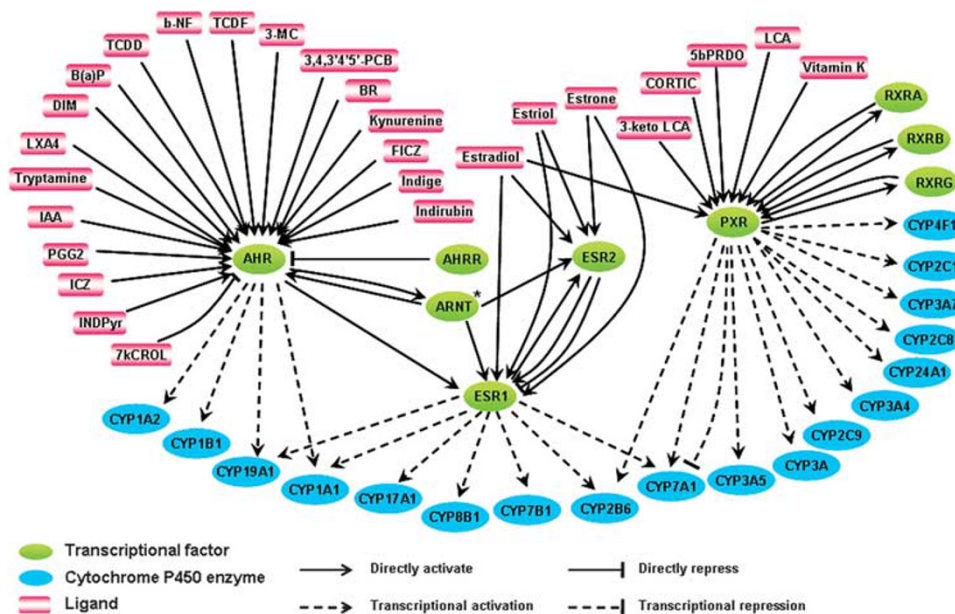 b-NF
TCDF
TCDD
3-MC
B(a)P
3,4,3'4'5'-PCB
DIM
BR
LXA4
Kynurenine
Tryptamine
FICZ
IAA
Indige
PGG2
Indirubin
ICZ
INDPyr
7kCROL
AHR
AHRR
ARNT
*
Estriol
Estrone
Estradiol
ESR2
ESR1
LCA
5bPRDO
CORTIC
Vitamin K
3-keto LCA
RXRA
RXRB
RXRG
PXR
CYP4F1
CYP2C1
CYP3A7
CYP2C8
CYP24A1
CYP3A4
CYP2C9
CYP3A
CYP3A5
CYP7A1
CYP2B6
CYP7B1
CYP8B1
CYP17A1
CYP1A1
CYP19A1
CYP1B1
CYP1A2
Transcriptional factor
Cytochrome P450 enzyme
Ligand
Directly activate
Directly repress
Transcriptional activation
Transcriptional repression